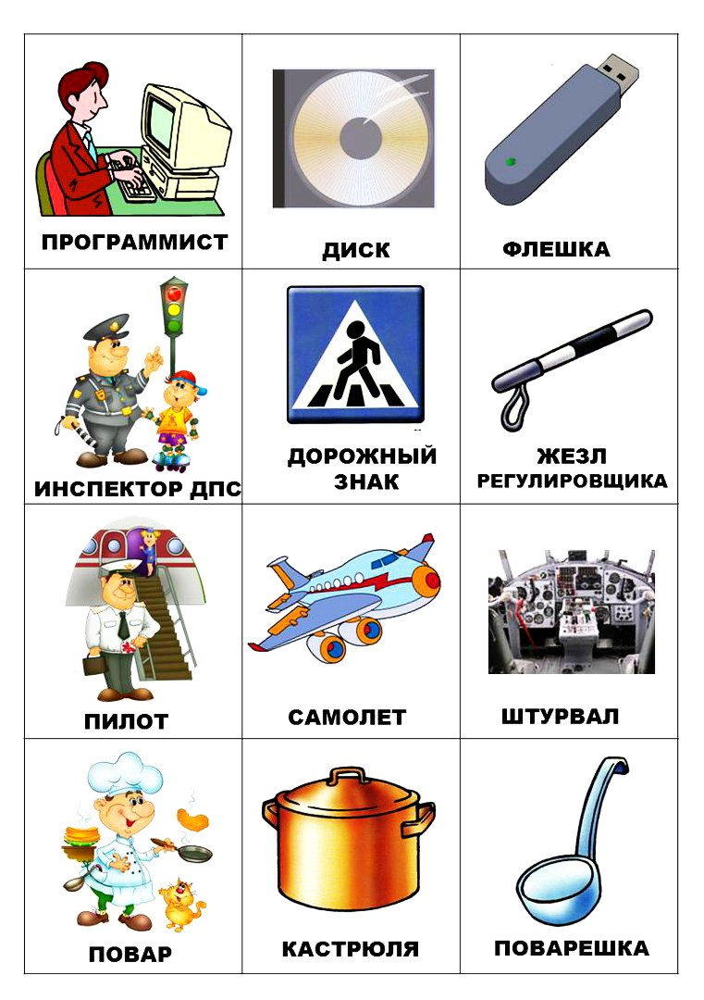 ПРОГРАММИСТ
ДИСК
ФЛЕШКА
ИНСПЕКТОР ДПС
ДОРОЖНЫЙ
ЗНАК
ЖЕЗЛ
РЕГУЛИРОВЩИКА
ПИЛОТ
САМОЛЕТ
ШТУРВАЛ
ПОВАР
КАСТРЮЛЯ
ПОВАРЕШКА